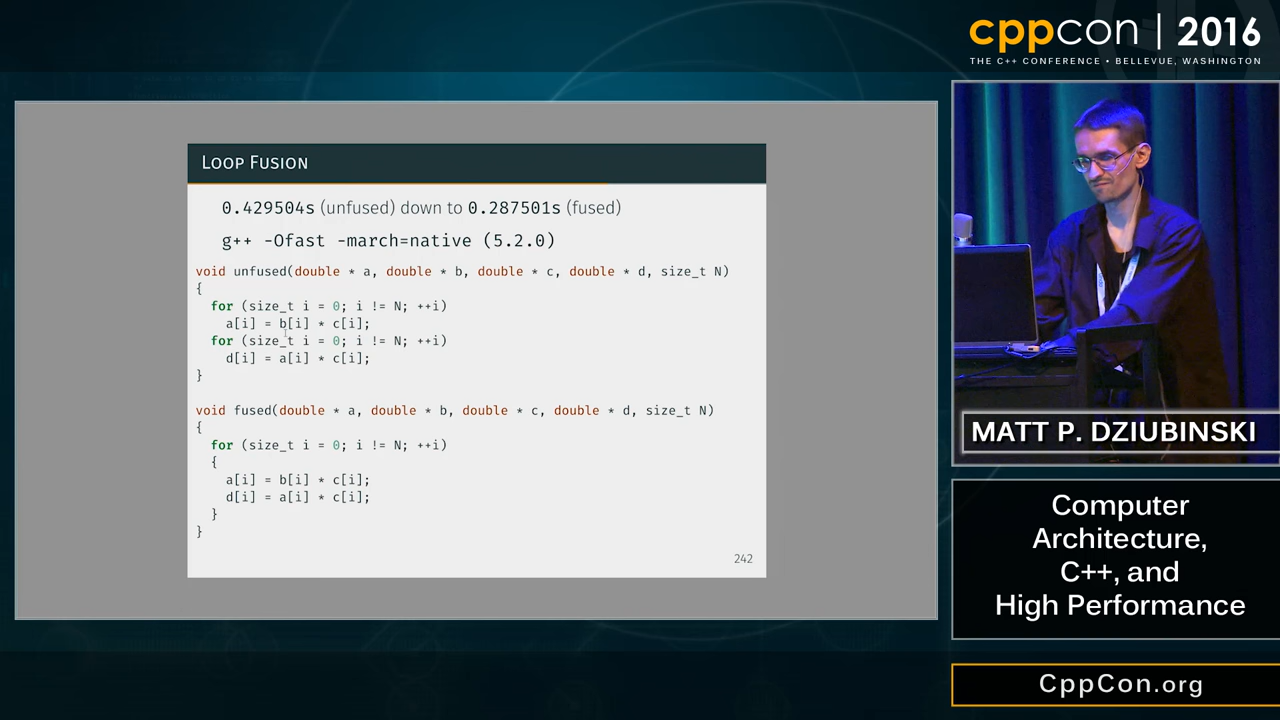 cppcon | 2016
THE C++ CONFERENCE • BELLEVUE, WASHINGTON
LOOP FUSION
0.429504s (unfused) down to 0.287501s (fused)
g++ -Ofast -march=native (5.2.0)
void unfused(double * a, double * b, double * c, double * d, size_t N)
{
  for (size_t i = 0; i != N; ++i)
    a[i] = b[i] * c[i];
  for (size_t i = 0; i != N; ++i)
    d[i] = a[i] * c[i];
}
void fused(double * a, double * b, double * c, double * d, size_t N)
{
  for (size_t i = 0; i != N; ++i)
  {
    a[i] = b[i] * c[i];
    d[i] = a[i] * c[i];
  }
}
242
MATT P. DZIUBINSKI
Computer
Architecture,
C++, and
High Performance
CppCon.org